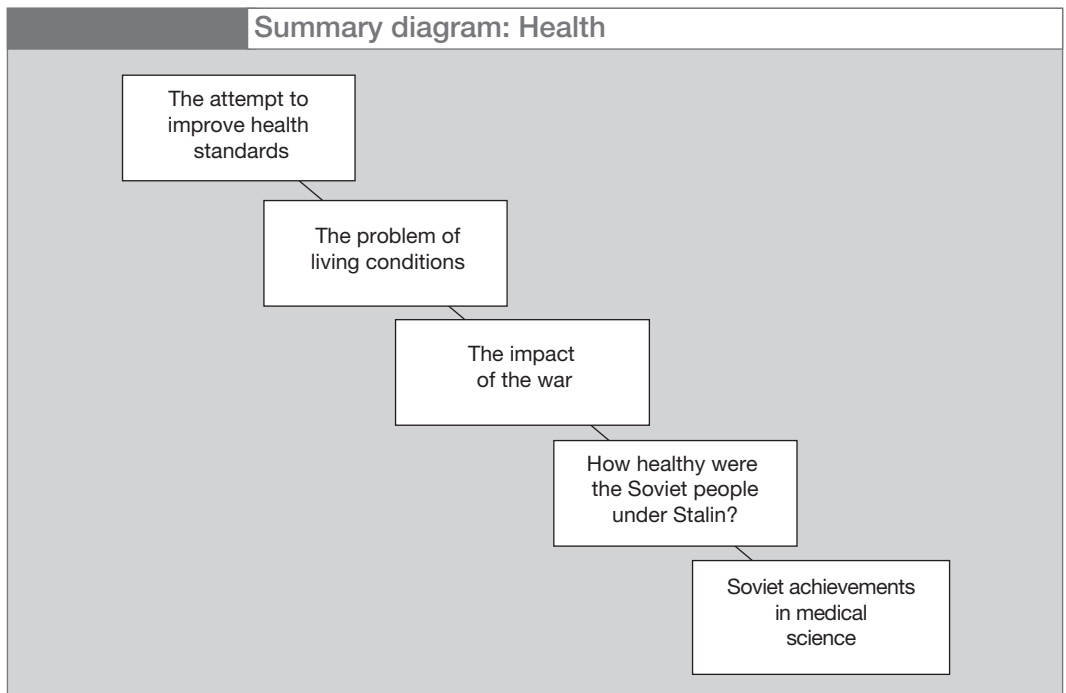 Summary diagram: Health
The attempt to
improve health
standards
The problem of
living conditions
The impact
of the war
How healthy were
the Soviet people
under Stalin?
Soviet achievements
in medical
science